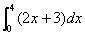 ∫₀⁴ (2x + 3)dx